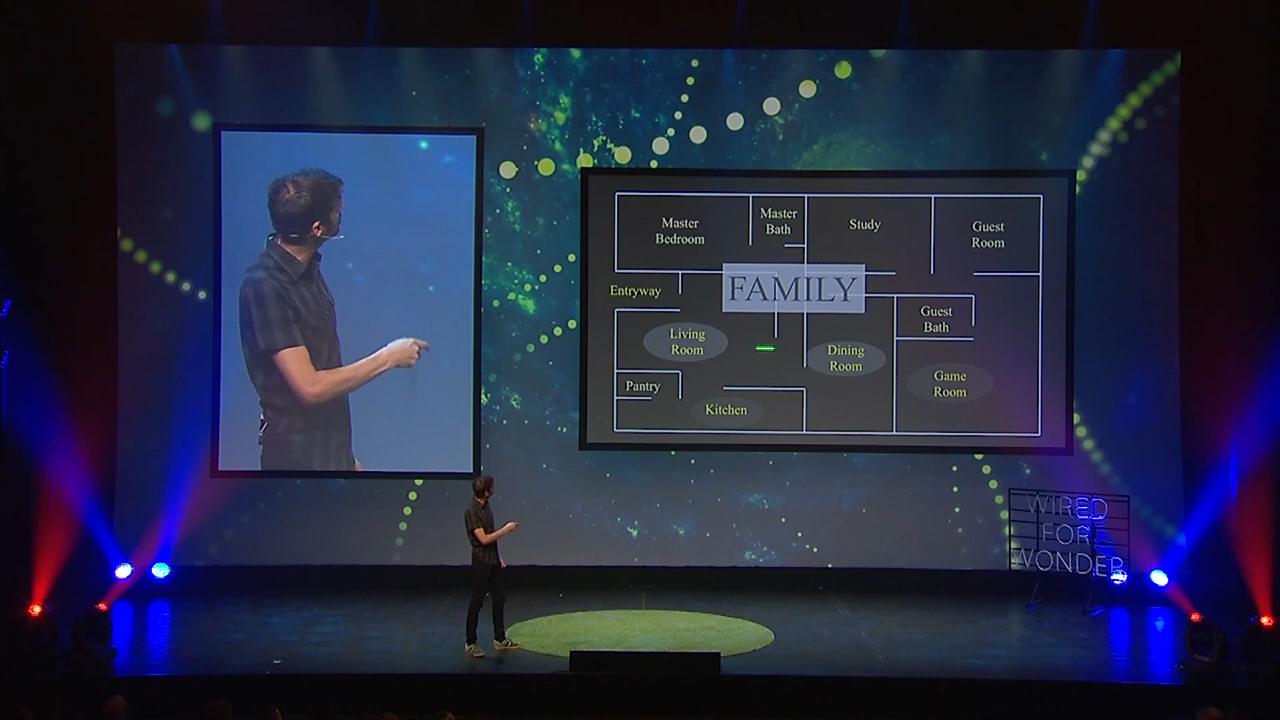 Master
Bedroom
Master
Bath
Study
Guest
Room
FAMILY
Entryway
Guest
Bath
Living
Room
Dining
Room
Pantry
Game
Room
Kitchen
WIRED
FOR
WONDER